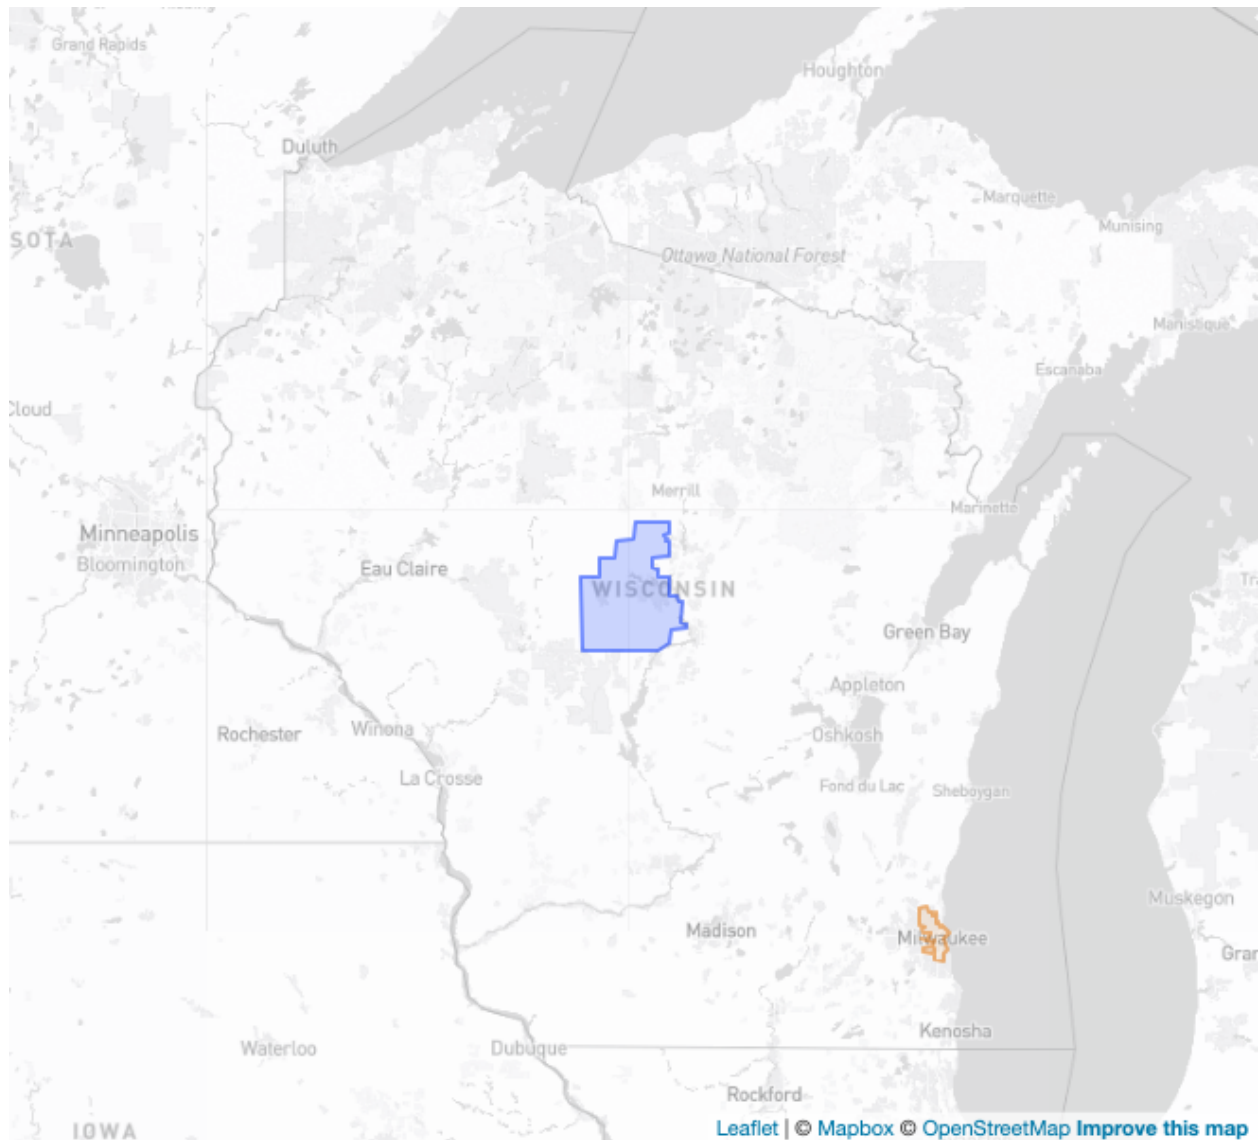 Grand Rapids
Houghton
Duluth
Marquette
Munising
SOTA
Ottawa National Forest
Manistique
Escanaba
Cloud
Merrill
Marinette
Minneapolis
Bloomington
Eau Claire
WISCONSIN
Tra
Green Bay
Appleton
Rochester
Winona
Oshkosh
La Crosse
Fond du Lac
Sheboygan
Muskegon
Madison
Milwaukee
Gran
Kenosha
Waterloo
Dubuque
Rockford
IOWA
Leaflet | © Mapbox © OpenStreetMap Improve this map